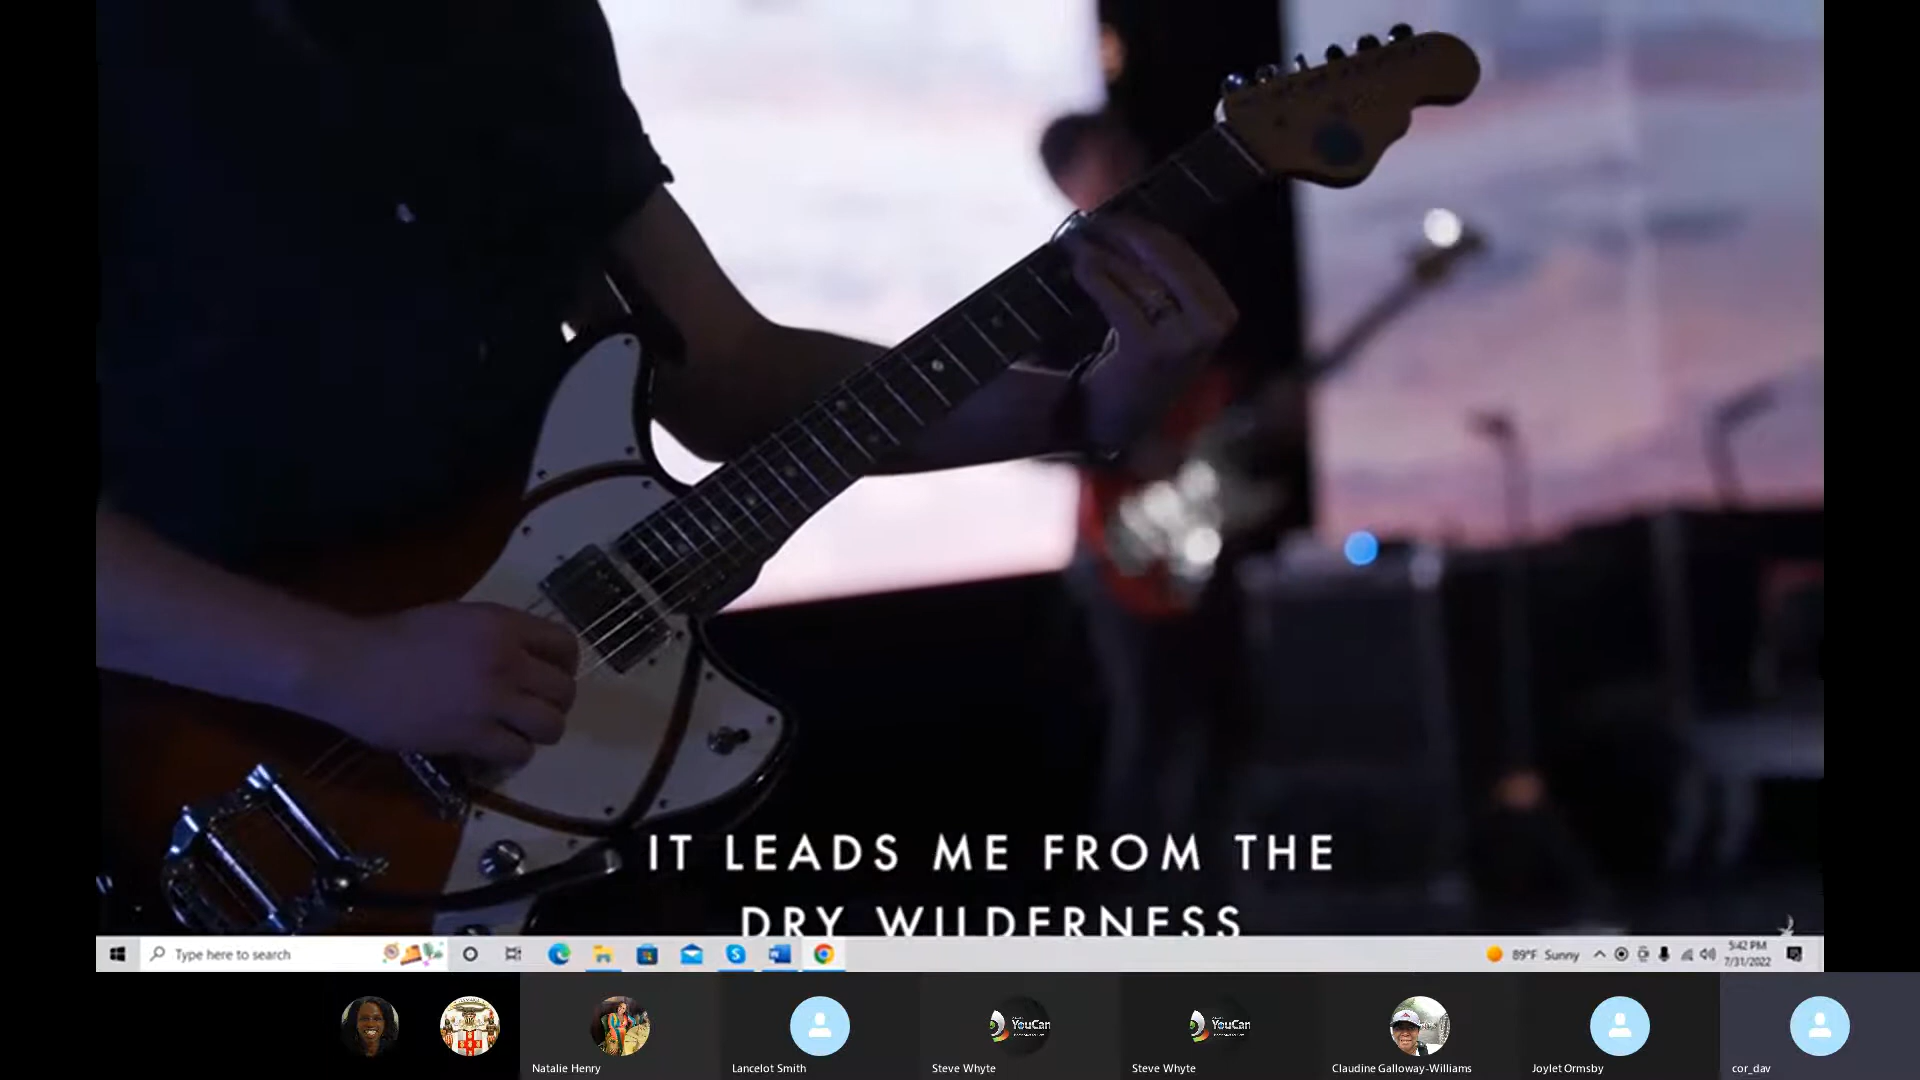 IT LEADS ME FROM THE
DRY WILDERNESS
Type here to search
89°F Sunny
5:42 PM
7/31/2022
YouCan
YouCan
Natalie Henry
Lancelot Smith
Steve Whyte
Steve Whyte
Claudine Galloway-Williams
Joylet Ormsby
cor_dav